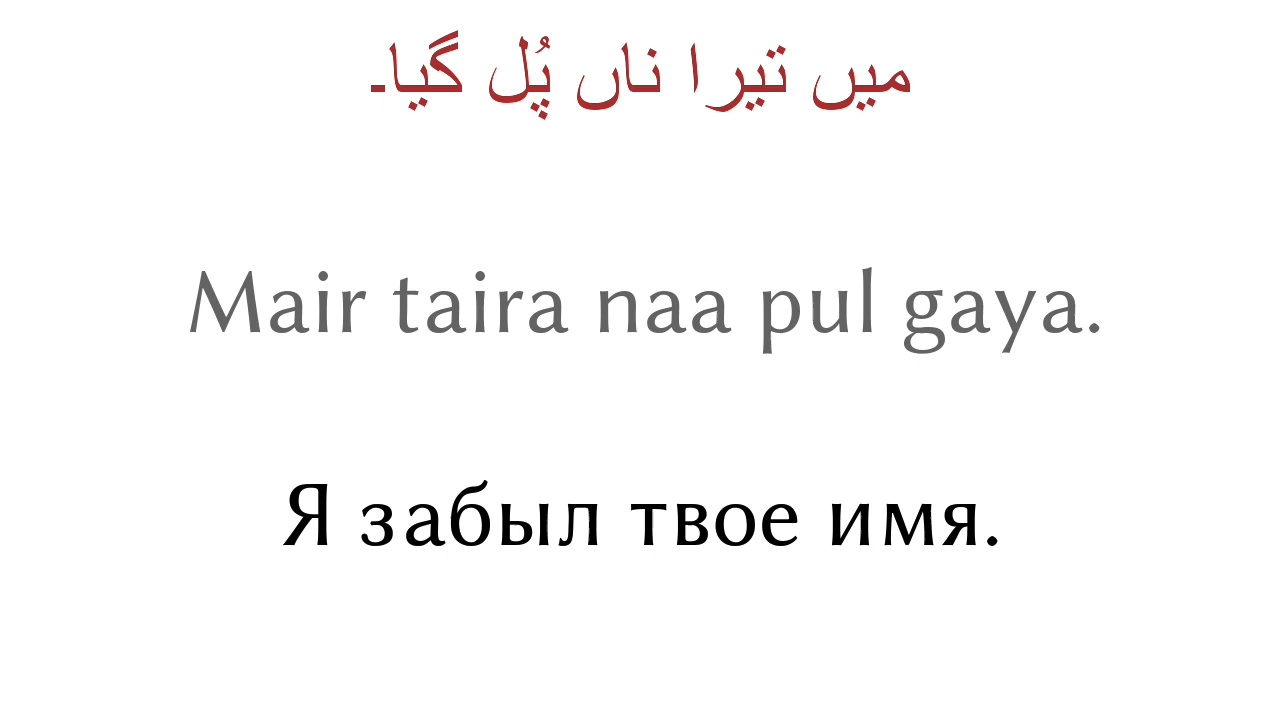 میں تیرا ناں پُل گیا۔
Mair taira naa pul gaya.
Я забыл твое имя.